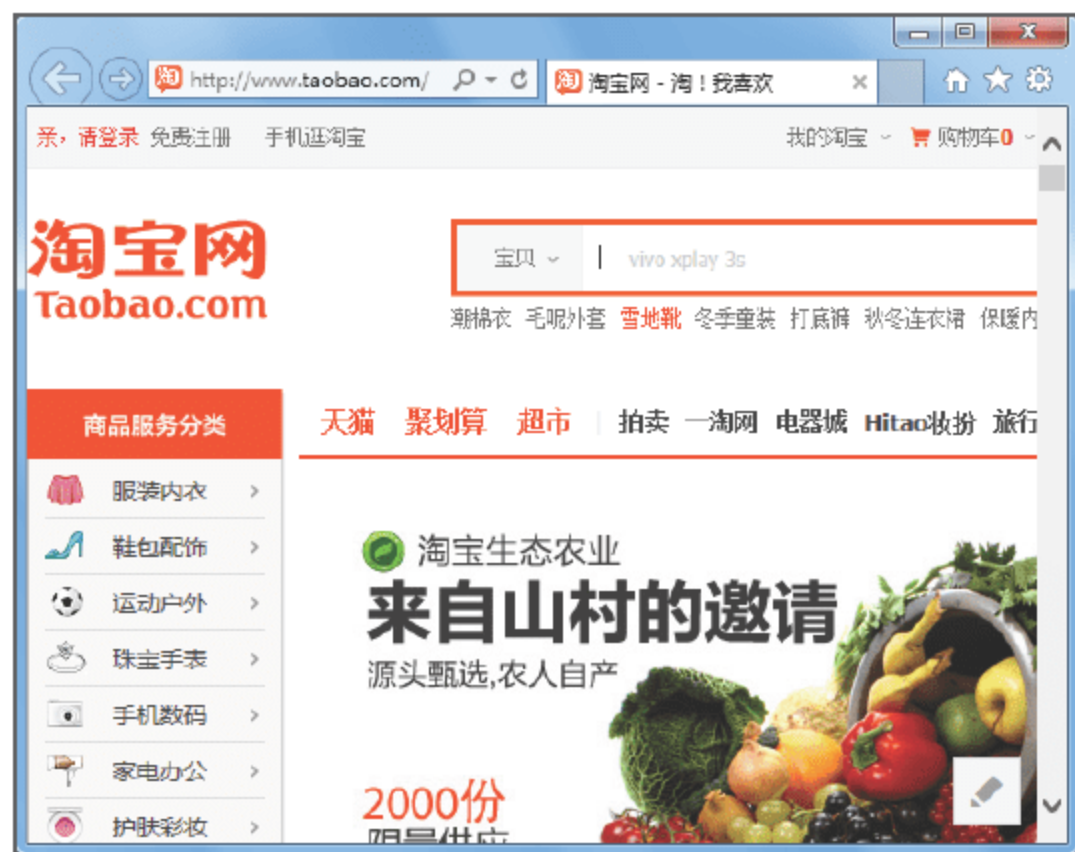 http://www.taobao.com/
淘宝网 - 淘！我喜欢
亲，请登录 免费注册 手机逛淘宝
我的淘宝 购物车0
淘宝网
Taobao.com
宝贝 vivo xplay 3s
潮棉衣 毛呢外套 雪地靴 冬季童装 打底裤 秋冬连衣裙 保暖内
商品服务分类
天猫 聚划算 超市 拍卖 一淘网 电器城 Hitao妆扮 旅行
服装内衣
鞋包配饰
运动户外
珠宝手表
手机数码
家电办公
护肤彩妆
淘宝生态农业
来自山村的邀请
源头甄选,农人自产
2000份
限量供应